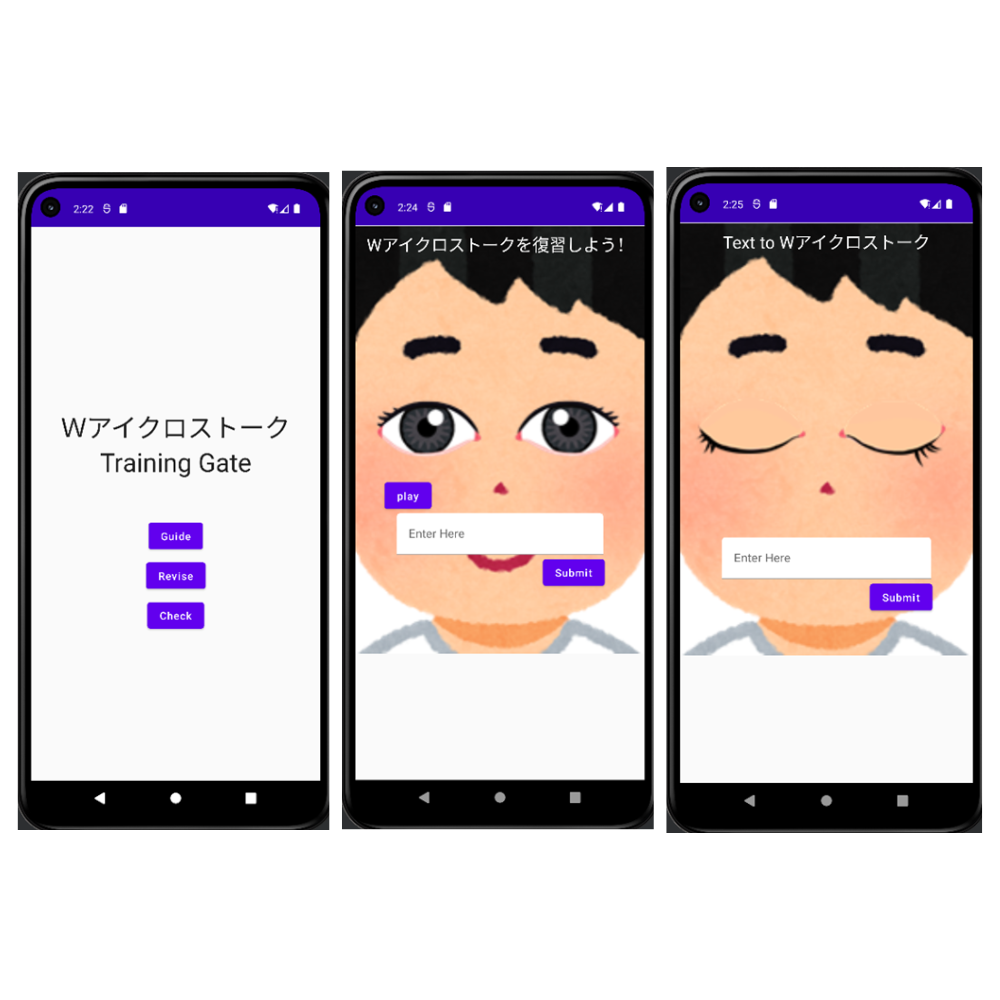 2:22
Wアイクロストーク
Training Gate
Guide
Revise
Check
2:24
Wアイクロストークを復習しよう!
play
Enter Here
Submit
2:25
Text to Wアイクロストーク
Enter Here
Submit